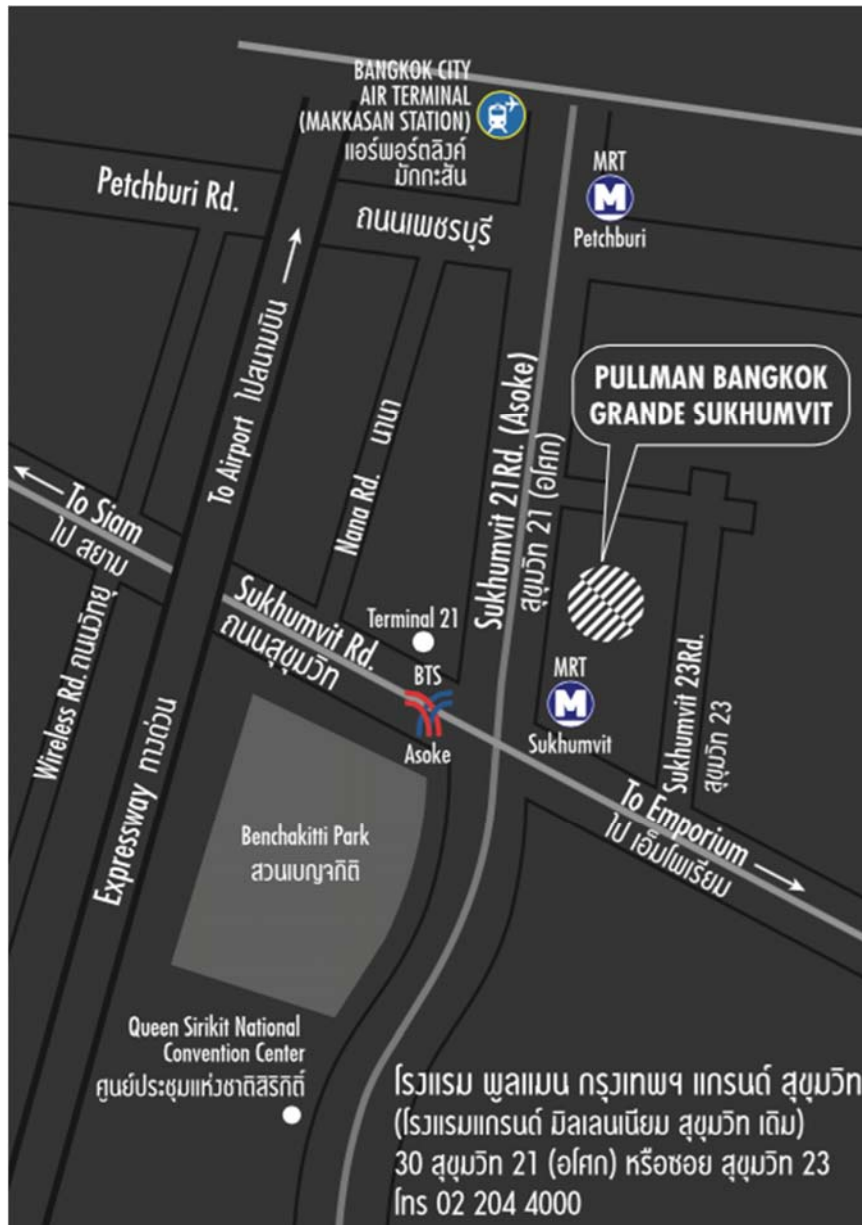 BANGKOK CITY
AIR TERMINAL
(MAKKASAN STATION)
แอร์พอร์ตลิงค์
มักกะสัน
MRT
M
Petchburi
Petchburi Rd.
ถนนเพชรบุรี
To Airport ไปสนามบิน
PULLMAN BANGKOK
GRANDE SUKHUMVIT
Nana Rd. นานา
Sukhumvit 21Rd. (Asoke)
สุขุมวิท 21 (อโศก)
To Siam
ไป สยาม
Sukhumvit Rd.
ถนนสุขุมวิท
Terminal 21
BTS
Asoke
MRT
M
Sukhumvit
Sukhumvit 23Rd.
สุขุมวิท 23
Wireless Rd. ถนนวิทยุ
Expressway ทางด่วน
To Emporium
ไป เอ็มโพเรียม
Benchakitti Park
สวนเบญจกิติ
Queen Sirikit National
Convention Center
ศูนย์ประชุมแห่งชาติสิริกิติ์
โรงแรม พูลแมน กรุงเทพฯ แกรนด์ สุขุมวิท
(โรงแรมแกรนด์ มิลเลนเนียม สุขุมวิท เดิม)
30 สุขุมวิท 21 (อโศก) หรือซอย สุขุมวิท 23
โทร 02 204 4000